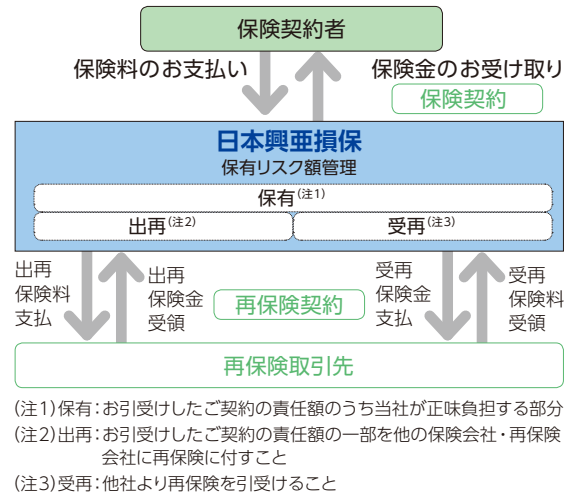 保険契約者
保険料のお支払い
保険金のお受け取り
保険契約
日本興亜損保
保有リスク額管理
保有(注1)
出再(注2)
受再(注3)
出再
保険料
支払
出再
保険金
受領
再保険契約
受再
保険金
支払
受再
保険料
受領
再保険取引先
(注1)保有：お引受けしたご契約の責任額のうち当社が正味負担する部分
(注2)出再：お引受けしたご契約の責任額の一部を他の保険会社・再保険
会社に再保険に付すこと
(注3)受再：他社より再保険を引受けること